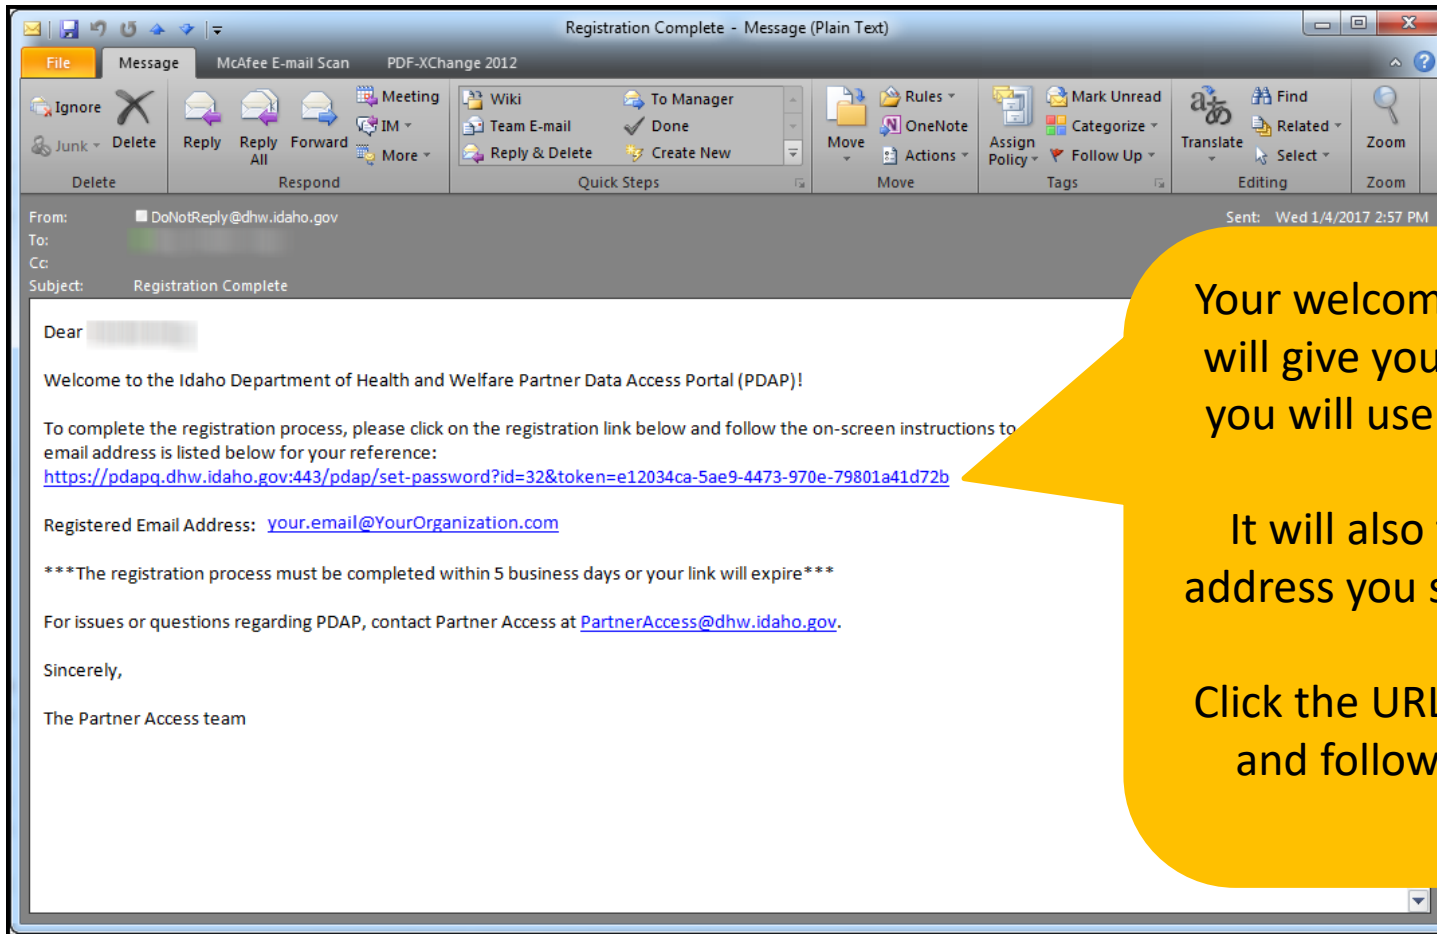 Registration Complete - Message (Plain Text)
File Message McAfee E-mail Scan PDF-XChange 2012
Ignore
Junk
Delete
Delete
Reply
Reply All
Forward
Meeting
IM
More
Respond
Wiki
Team E-mail
Reply & Delete
To Manager
Done
Create New
Quick Steps
Move
Rules
OneNote
Actions
Move
Assign Policy
Mark Unread
Categorize
Follow Up
Tags
Translate
Find
Related
Select
Editing
Zoom
Zoom
From: DoNotReply@dhw.idaho.gov
Sent: Wed 1/4/2017 2:57 PM
To:
Cc:
Subject: Registration Complete
Dear
Welcome to the Idaho Department of Health and Welfare Partner Data Access Portal (PDAP)!
To complete the registration process, please click on the registration link below and follow the on-screen instructions to
email address is listed below for your reference:
https://pdapq.dhw.idaho.gov:443/pdap/set-password?id=32&token=e12034ca-5ae9-4473-970e-79801a41d72b
Registered Email Address: your.email@YourOrganization.com
***The registration process must be completed within 5 business days or your link will expire***
For issues or questions regarding PDAP, contact Partner Access at PartnerAccess@dhw.idaho.gov.
Sincerely,
The Partner Access team
Your welcom
will give you
you will use
It will also
address you s
Click the URL
and follow